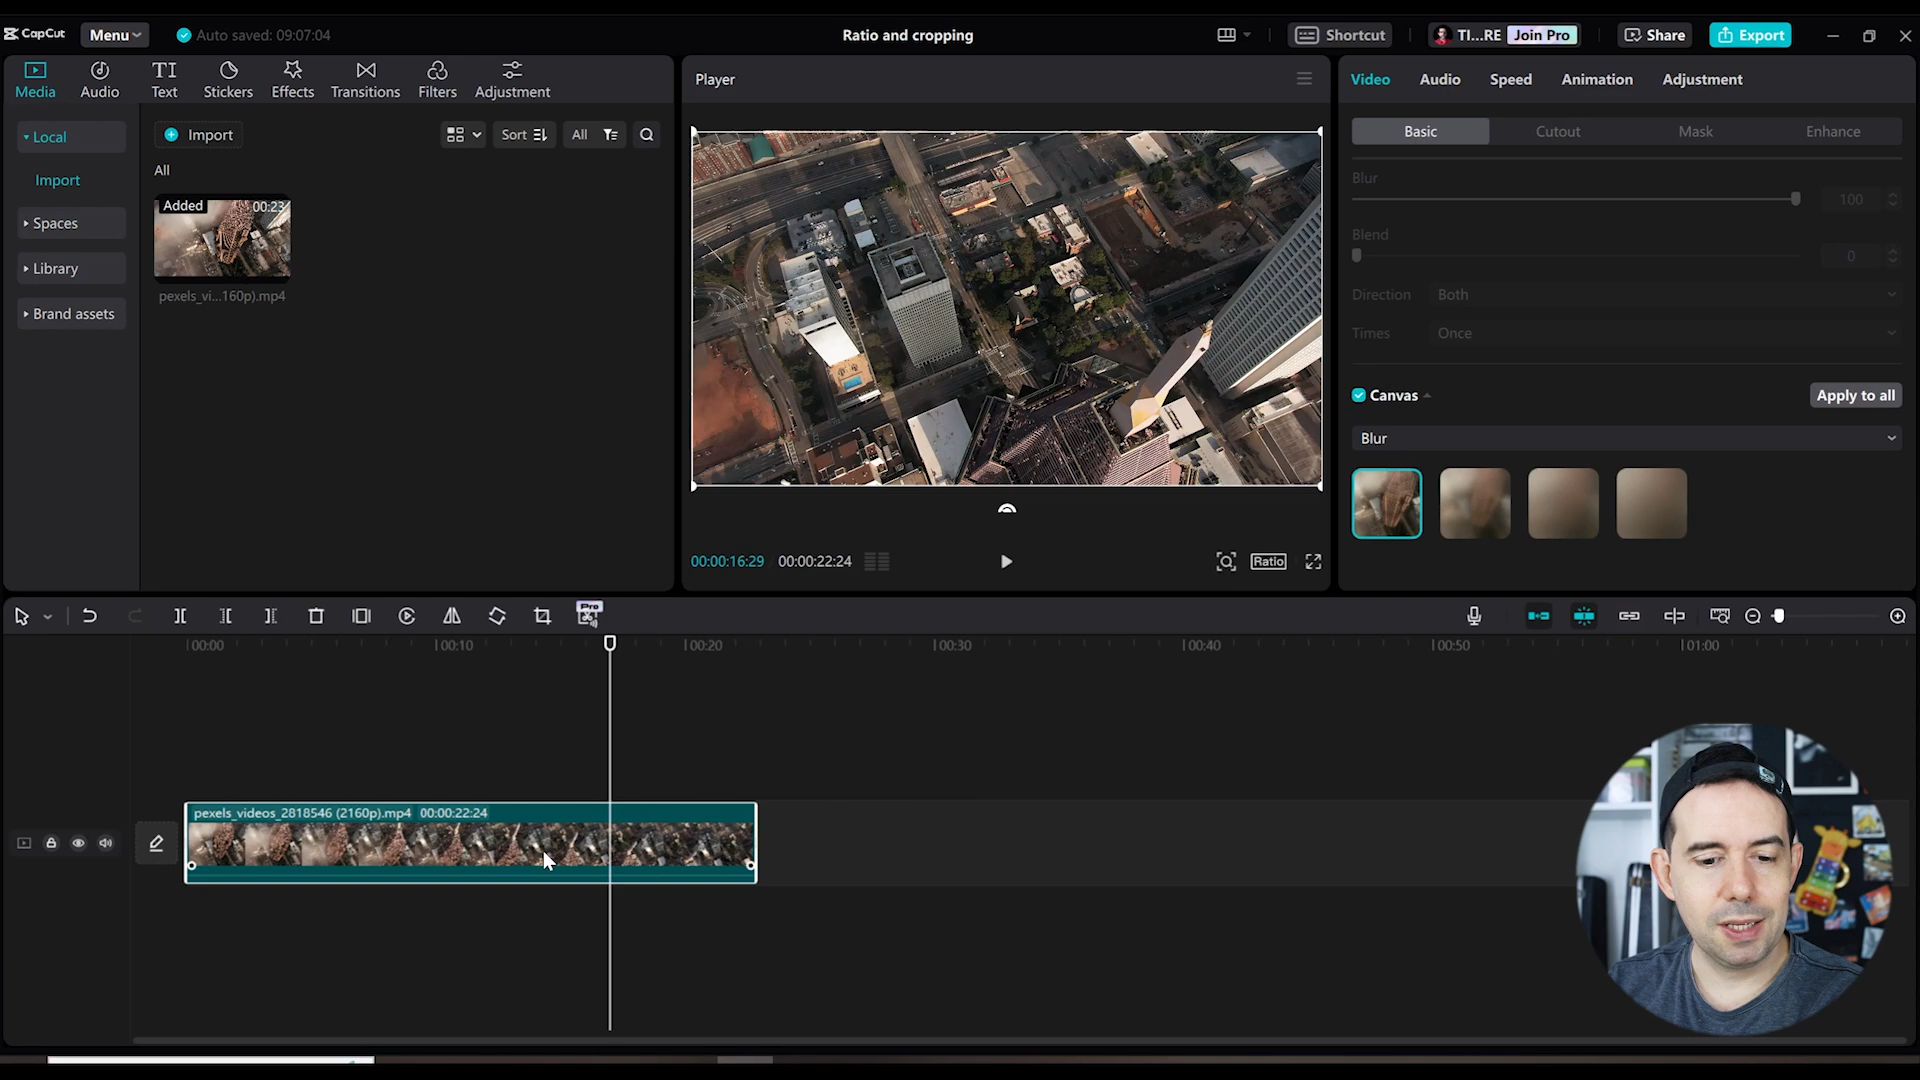 CapCut
Menu
Auto saved: 09:07:04
Ratio and cropping
Shortcut
TI...RE
Join Pro
Share
Export
Media
Audio
TI
Text
Stickers
Effects
Transitions
Filters
Adjustment
Local
Import
Spaces
Library
Brand assets
Import
Sort
All
All
Added
00:23
pexels_vi...160p).mp4
Player
00:00:16:29
00:00:22:24
Ratio
Video
Audio
Speed
Animation
Adjustment
Basic
Cutout
Mask
Enhance
Blur
100
Blend
0
Direction
Both
Times
Once
Canvas
Apply to all
Blur
Pro
00:00
00:10
00:20
00:30
00:40
00:50
01:00
pexels_videos_2818546 (2160p).mp4 00:00:22:24